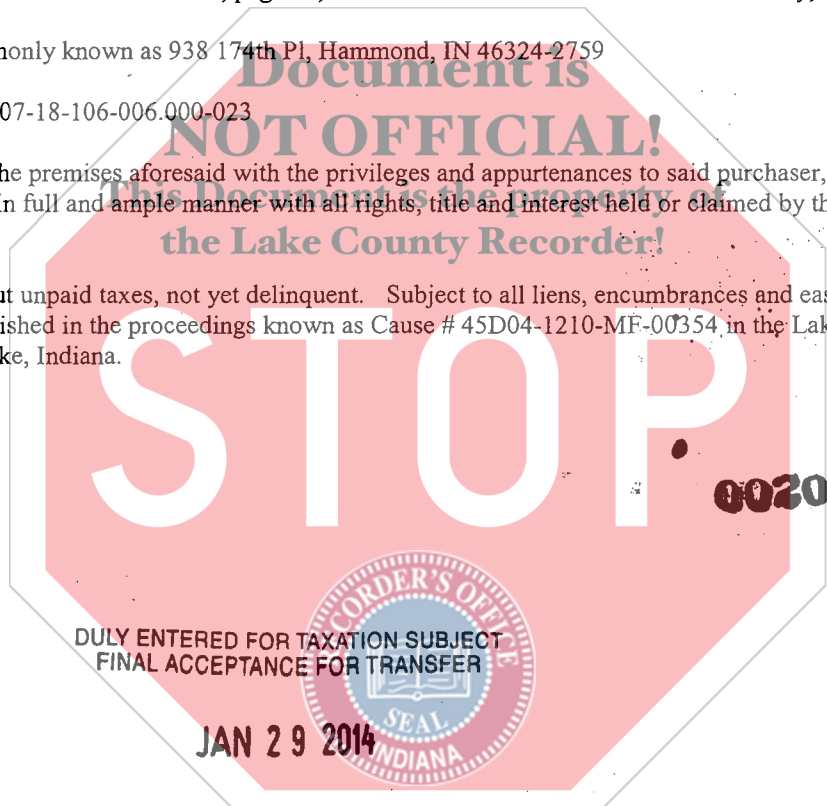 monly known as 938 174th Pl, Hammond, IN 46324-2759
Document is
07-18-106-006.000-023
NOT OFFICIAL!
he premises aforesaid with the privileges and appurtenances to said purchaser,
This Document is the property of
In full and ample manner with all rights, title and interest held or claimed by th
the Lake County Recorder!
ut unpaid taxes, not yet delinquent. Subject to all liens, encumbrances and eas
ished in the proceedings known as Cause # 45D04-1210-MF-00354 in the Lak
ke, Indiana.
STOP
0020
RECORDER'S OFFICE
DULY ENTERED FOR TAXATION SUBJECT
FINAL ACCEPTANCE FOR TRANSFER
SEAL
JAN 29 2014
INDIANA